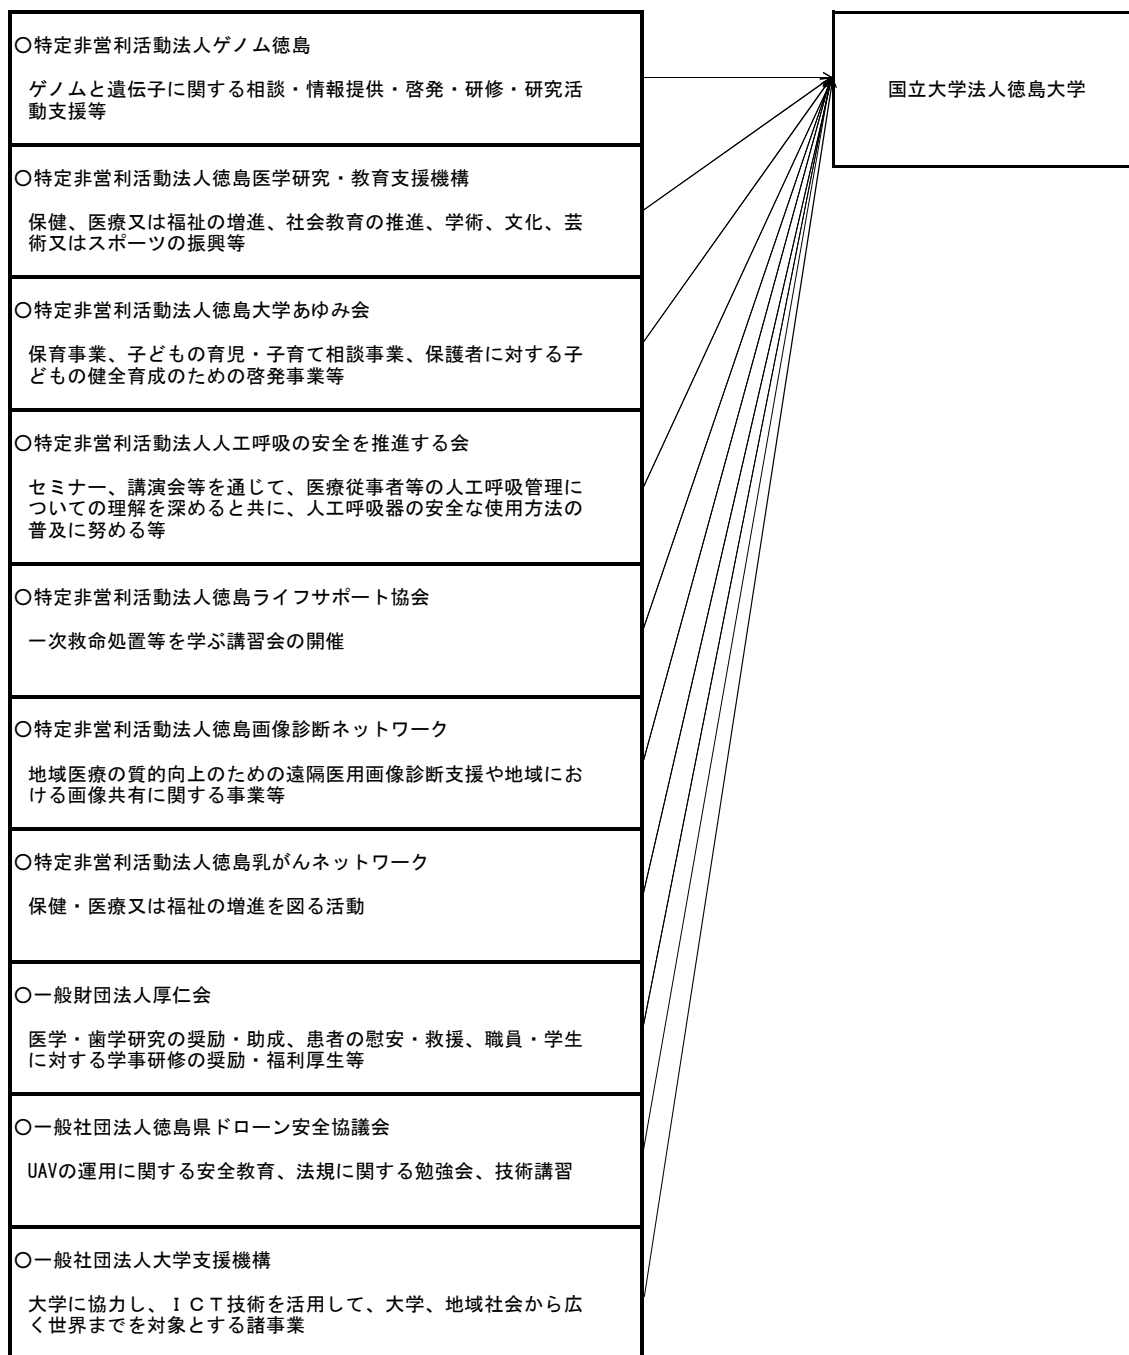 〇特定非営利活動法人ゲノム徳島
ゲノムと遺伝子に関する相談・情報提供・啓発・研修・研究活
動支援等
国立大学法人徳島大学
〇特定非営利活動法人徳島医学研究・教育支援機構
保健、医療又は福祉の増進、社会教育の推進、学術、文化、芸
術又はスポーツの振興等
〇特定非営利活動法人徳島大学あゆみ会
保育事業、子どもの育児・子育て相談事業、保護者に対する子
どもの健全育成のための啓発事業等
〇特定非営利活動法人人工呼吸の安全を推進する会
セミナー、講演会等を通じて、医療従事者等の人工呼吸管理に
ついての理解を深めると共に、人工呼吸器の安全な使用方法の
普及に努める等
〇特定非営利活動法人徳島ライフサポート協会
一次救命処置等を学ぶ講習会の開催
〇特定非営利活動法人徳島画像診断ネットワーク
地域医療の質的向上のための遠隔医用画像診断支援や地域にお
ける画像共有に関する事業等
〇特定非営利活動法人徳島乳がんネットワーク
保健・医療又は福祉の増進を図る活動
〇一般財団法人厚仁会
医学・歯学研究の奨励・助成、患者の慰安・救援、職員・学生
に対する学事研修の奨励・福利厚生等
〇一般社団法人徳島県ドローン安全協議会
UAVの運用に関する安全教育、法規に関する勉強会、技術講習
〇一般社団法人大学支援機構
大学に協力し、ＩＣＴ技術を活用して、大学、地域社会から広
く世界までを対象とする諸事業